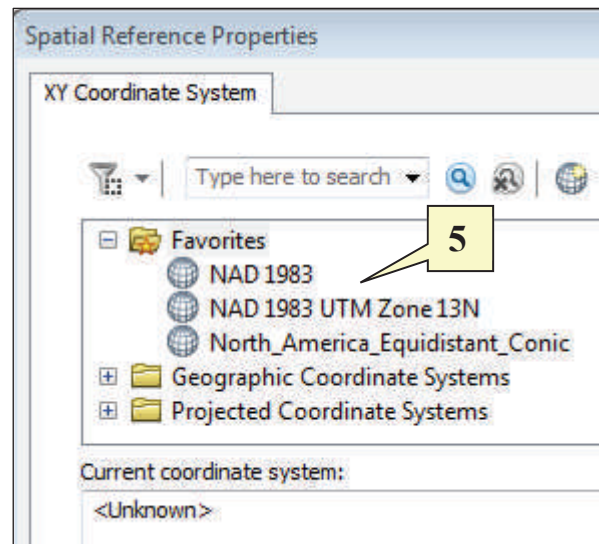 Spatial Reference Properties
XY Coordinate System
Type here to search
Favorites
5
NAD 1983
NAD 1983 UTM Zone 13N
North_America_Equidistant_Conic
Geographic Coordinate Systems
Projected Coordinate Systems
Current coordinate system:
<Unknown>